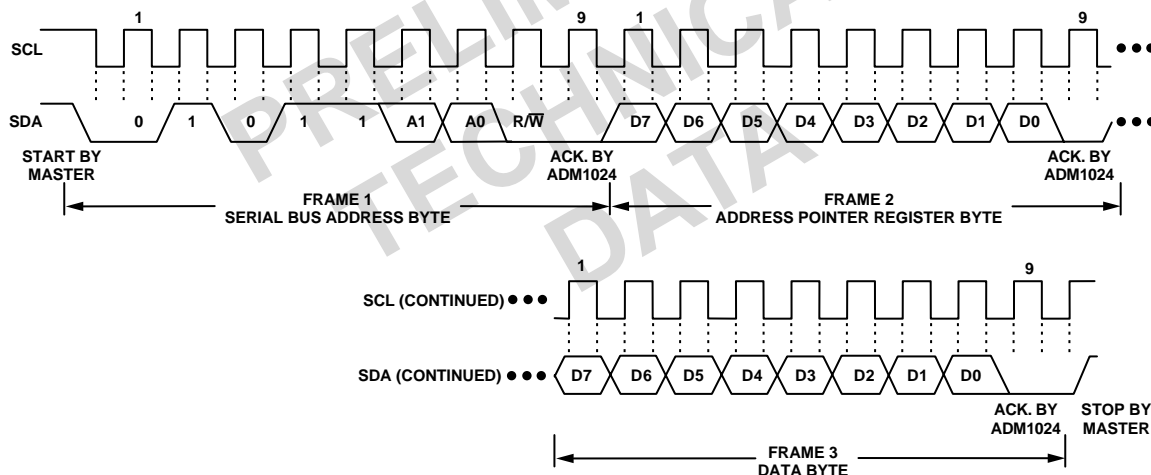 1 9 1 9
SCL
SDA 0 1 0 1 1 A1 A0 R/W D7 D6 D5 D4 D3 D2 D1 D0
START BY
MASTER
ACK. BY
ADM1024
ACK. BY
ADM1024
FRAME 1
SERIAL BUS ADDRESS BYTE
FRAME 2
ADDRESS POINTER REGISTER BYTE
1 9
SCL (CONTINUED)
SDA (CONTINUED) D7 D6 D5 D4 D3 D2 D1 D0
ACK. BY
ADM1024
STOP BY
MASTER
FRAME 3
DATA BYTE
TECHNICA
DATA